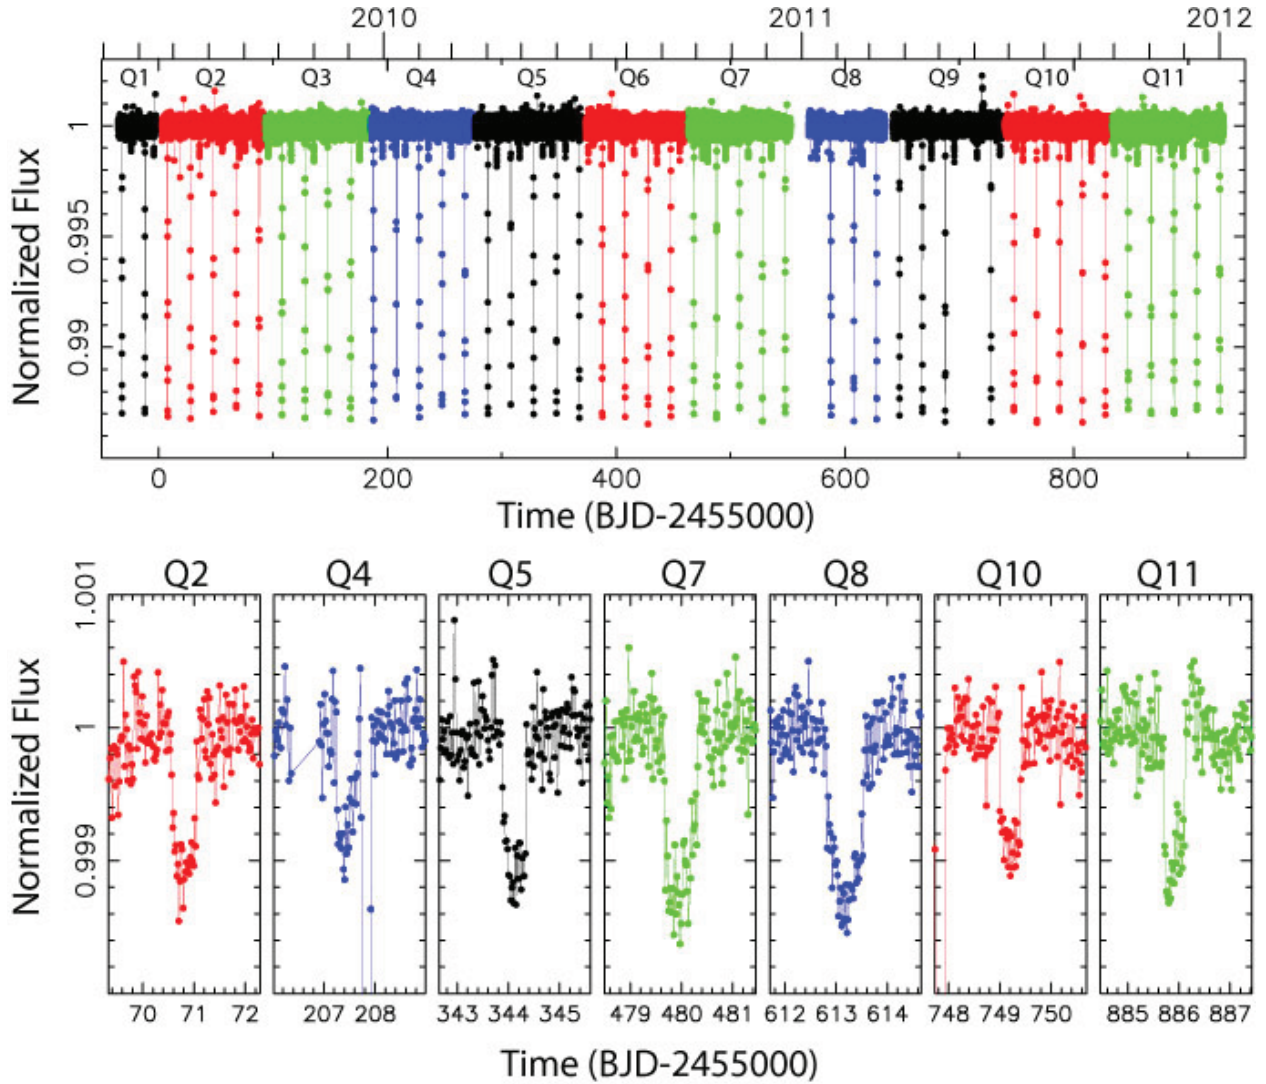 2010 2011 2012
Q1 Q2 Q3 Q4 Q5 Q6 Q7 Q8 Q9 Q10 Q11
Normalized Flux
1
0.995
0.99
0 200 400 600 800
Time (BJD-2455000)
Q2 Q4 Q5 Q7 Q8 Q10 Q11
Normalized Flux
1.001
1
0.999
70 71 72 207 208 343 344 345 479 480 481 612 613 614 748 749 750 885 886 887
Time (BJD-2455000)